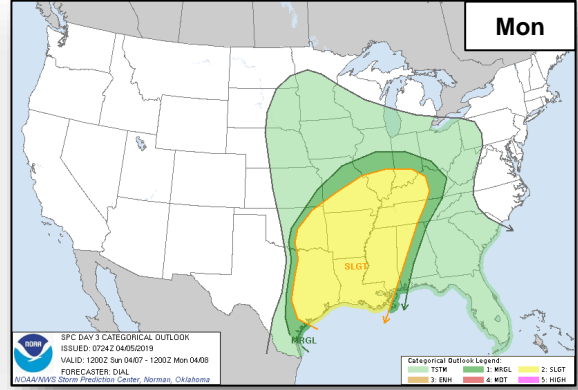 Mon
SLGT
MRGL
NOAA
SPC DAY 3 CATEGORICAL OUTLOOK
ISSUED: 0724Z 04/05/2019
VALID: 1200Z Sun 04/07 - 1200Z Mon 04/08
FORECASTER: DIAL
NOAA/NWS Storm Prediction Center, Norman, Oklahoma
Categorical Outlook Legend:
TSTM 1: MRGL 2: SLGT
3: ENH 4: MDT 5: HIGH